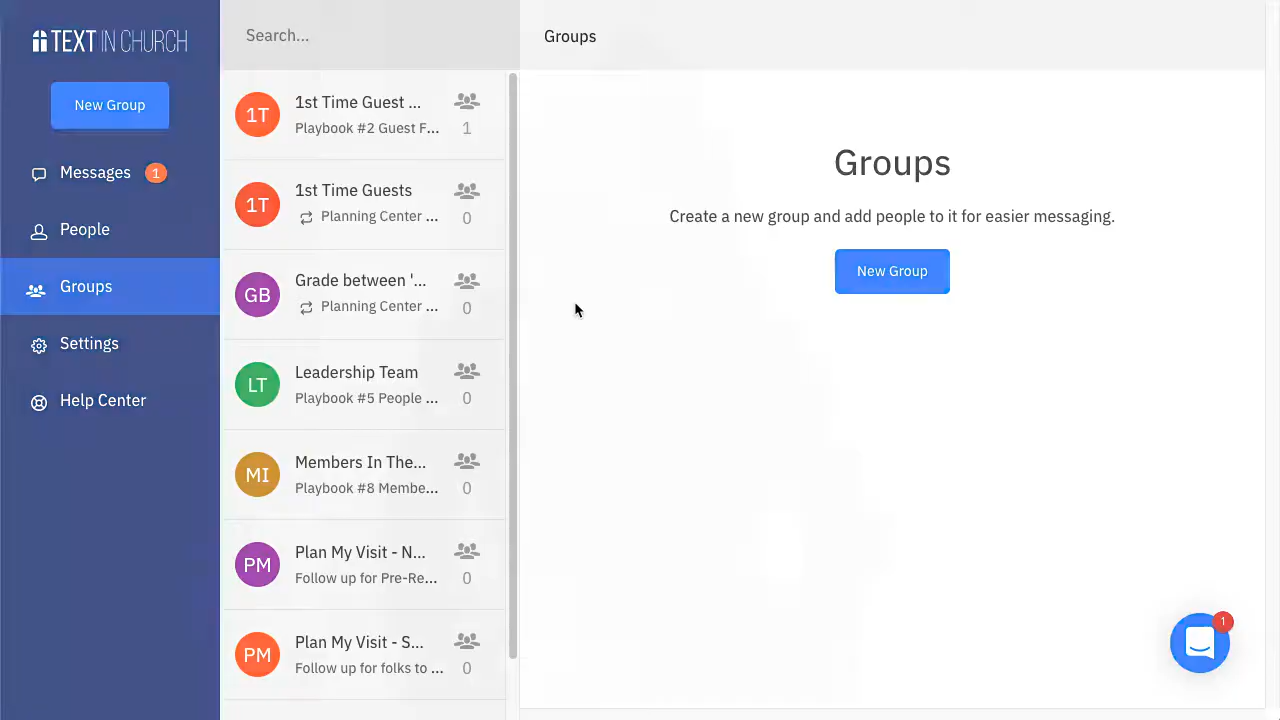 TEXT IN CHURCH
New Group
Messages 1
People
Groups
Settings
Help Center
Search...
1T 1st Time Guest ...
Playbook #2 Guest F... 1
1T 1st Time Guests
Planning Center ... 0
GB Grade between '...
Planning Center ... 0
LT Leadership Team
Playbook #5 People ... 0
MI Members In The...
Playbook #8 Membe... 0
PM Plan My Visit - N...
Follow up for Pre-Re... 0
PM Plan My Visit - S...
Follow up for folks to ... 0
Groups
Groups
Create a new group and add people to it for easier messaging.
New Group
1